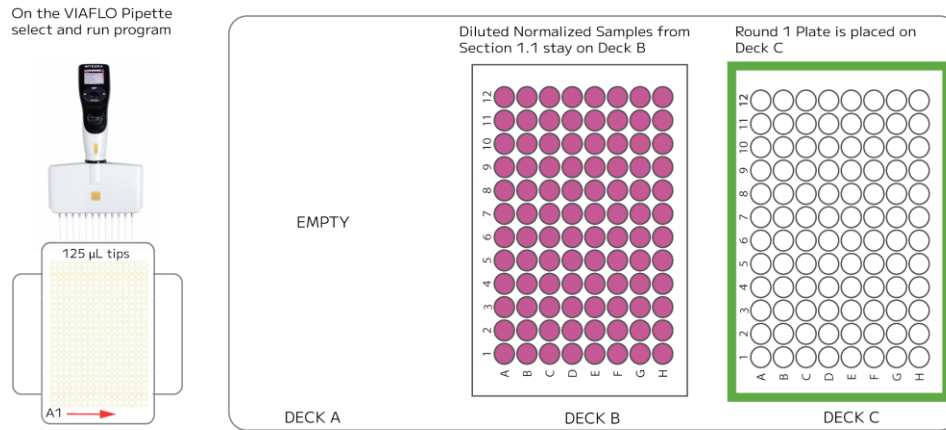 On the VIAFLO Pipette
select and run program
INTEGRA
125 µL tips
A1
EMPTY
DECK A
Diluted Normalized Samples from
Section 1.1 stay on Deck B
12
11
10
9
8
7
6
5
4
3
2
1
A B C D E F G H
DECK B
Round 1 Plate is placed on
Deck C
12
11
10
9
8
7
6
5
4
3
2
1
A B C D E F G H
DECK C